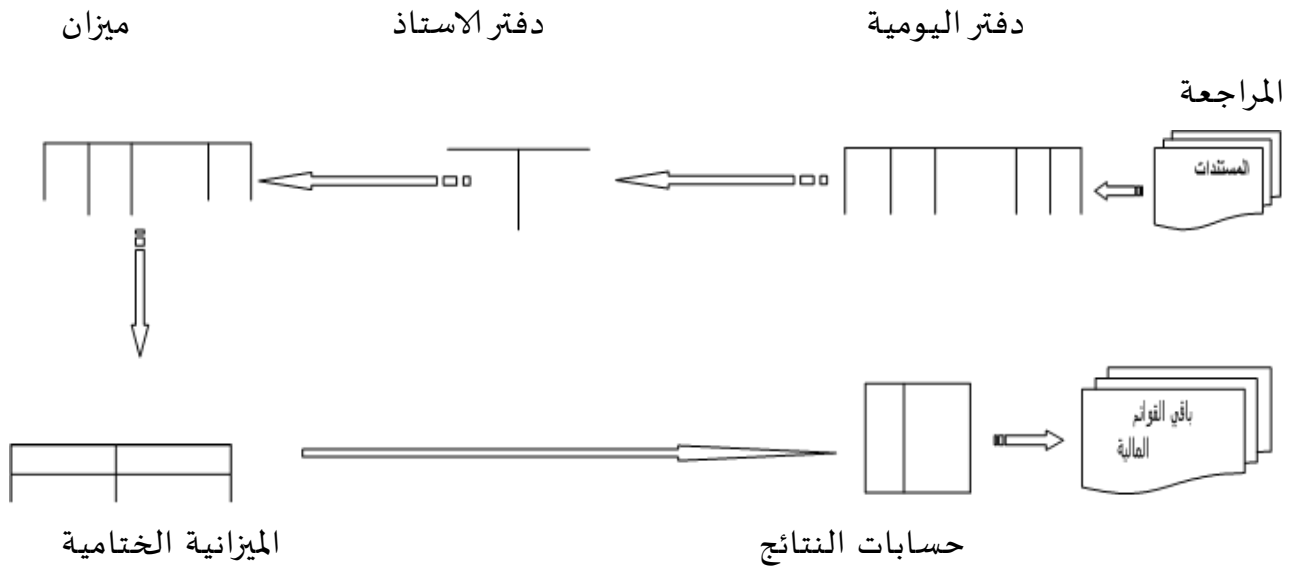 دفتر اليومية
دفتر الاستاذ
ميزان
المراجعة
المستندات
باقي القوائم
المالية
حسابات النتائج
الميزانية الختامية